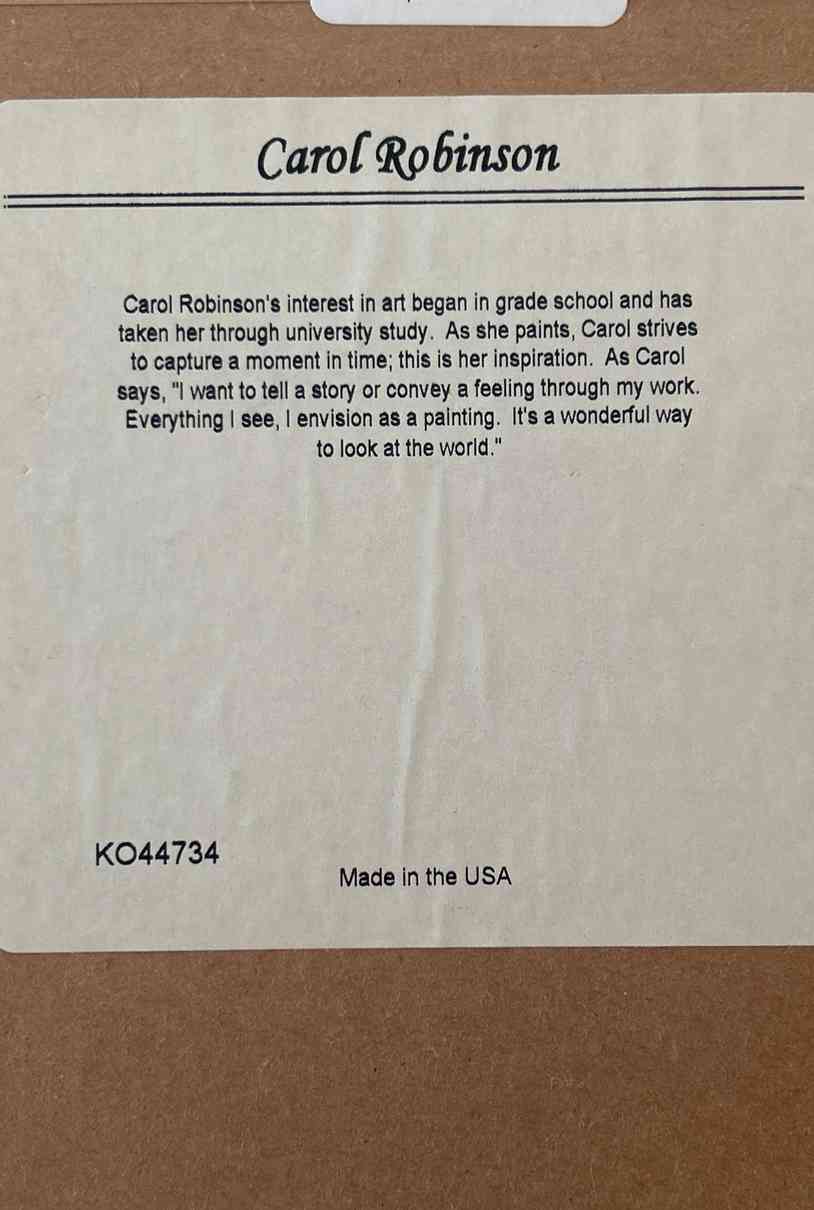 Carol Robinson
Carol Robinson's interest in art began in grade school and has
taken her through university study.  As she paints, Carol strives
to capture a moment in time; this is her inspiration.  As Carol
says, "I want to tell a story or convey a feeling through my work.
Everything I see, I envision as a painting.  It's a wonderful way
to look at the world."
KO44734
Made in the USA